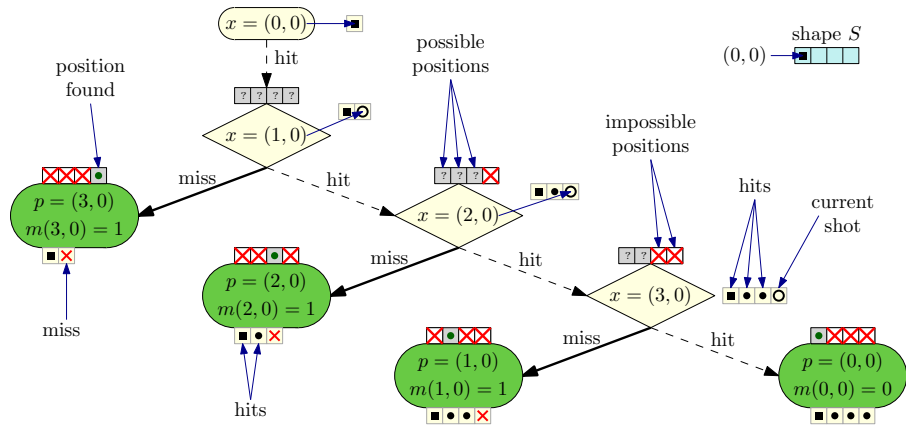 x = (0, 0)
hit
shape S
(0, 0)
possible
positions
position
found
? ? ? ?
x = (1, 0)
impossible
positions
miss
hit
? ? ?
p = (3, 0)
m(3, 0) = 1
x = (2, 0)
hits
current
shot
miss
miss
hit
? ?
p = (2, 0)
m(2, 0) = 1
x = (3, 0)
hits
miss
hit
p = (1, 0)
m(1, 0) = 1
p = (0, 0)
m(0, 0) = 0